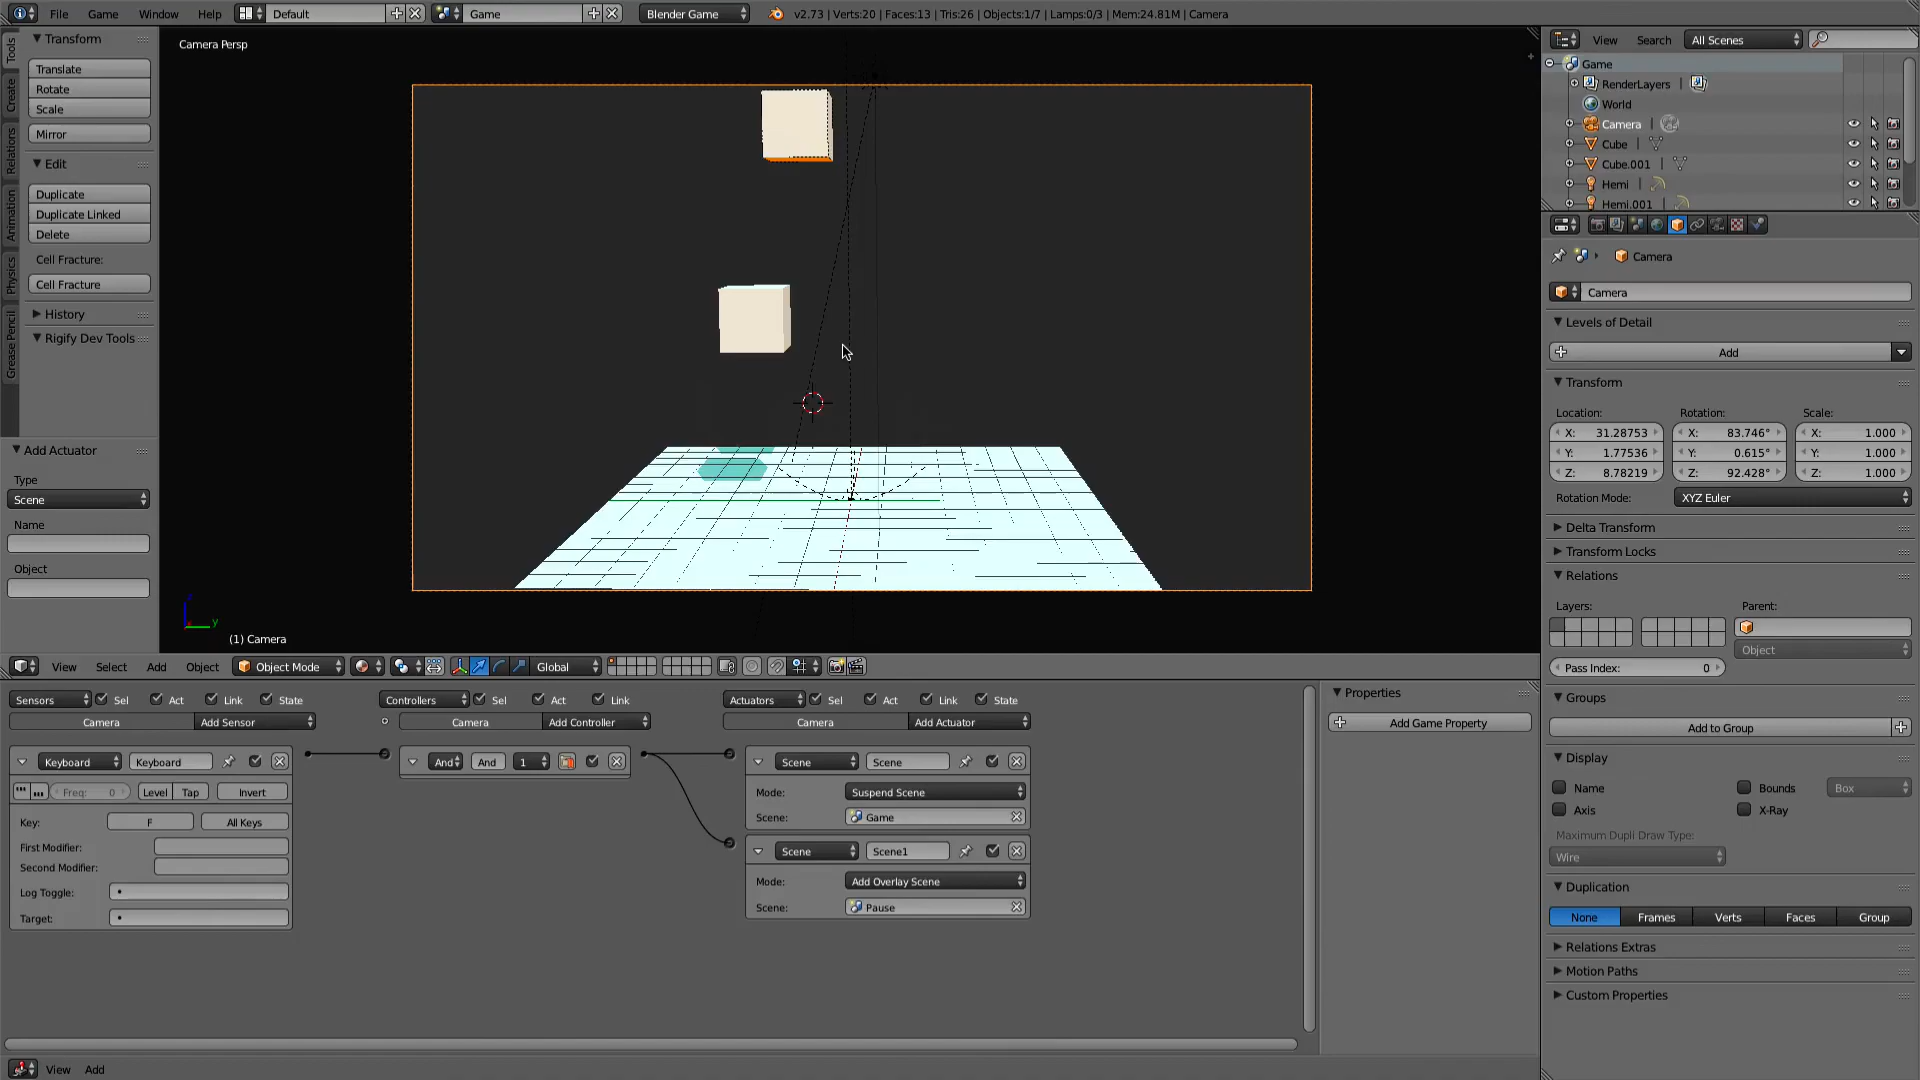 File Game Window Help Default Game Blender Game v2.73 | Verts:20 | Faces:13 | Tris:26 | Objects:1/7 | Lamps:0/3 | Mem:24.81M | Camera
Tools
Create
Relations
Animation
Physics
Grease Pencil
Transform
Translate
Rotate
Scale
Mirror
Edit
Duplicate
Duplicate Linked
Delete
Cell Fracture:
Cell Fracture
History
Rigify Dev Tools
Add Actuator
Type
Scene
Name
Object
Camera Persp
z
y
(1) Camera
View Select Add Object Object Mode Global
Sensors Sel Act Link State
Camera Add Sensor
Keyboard Keyboard
Freq: 0 Level Tap Invert
Key: F All Keys
First Modifier:
Second Modifier:
Log Toggle:
Target:
Controllers Sel Act Link
Camera Add Controller
And And 1
Actuators Sel Act Link State
Camera Add Actuator
Scene Scene
Mode: Suspend Scene
Scene: Game
Scene Scene1
Mode: Add Overlay Scene
Scene: Pause
Properties
Add Game Property
View Add
View Search All Scenes
Game
RenderLayers |
World
Camera |
Cube |
Cube.001 |
Hemi |
Hemi.001 |
Camera
Camera
Levels of Detail
Add
Transform
Location: Rotation: Scale:
X: 31.28753 X: 83.746° X: 1.000
Y: 1.77536 Y: 0.615° Y: 1.000
Z: 8.78219 Z: 92.428° Z: 1.000
Rotation Mode: XYZ Euler
Delta Transform
Transform Locks
Relations
Layers: Parent:
Object
Pass Index: 0
Groups
Add to Group
Display
Name Bounds Box
Axis X-Ray
Maximum Dupli Draw Type:
Wire
Duplication
None Frames Verts Faces Group
Relations Extras
Motion Paths
Custom Properties